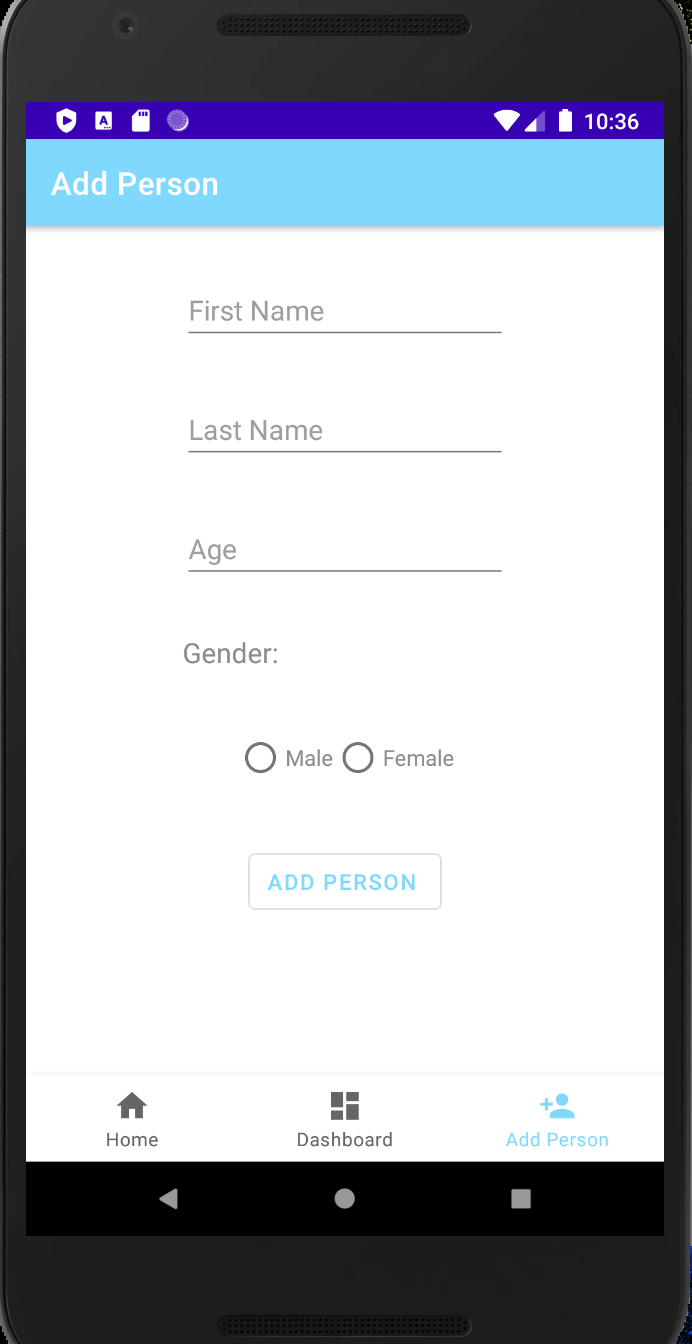 10:36
Add Person
First Name
Last Name
Age
Gender:
Male Female
ADD PERSON
Home Dashboard Add Person